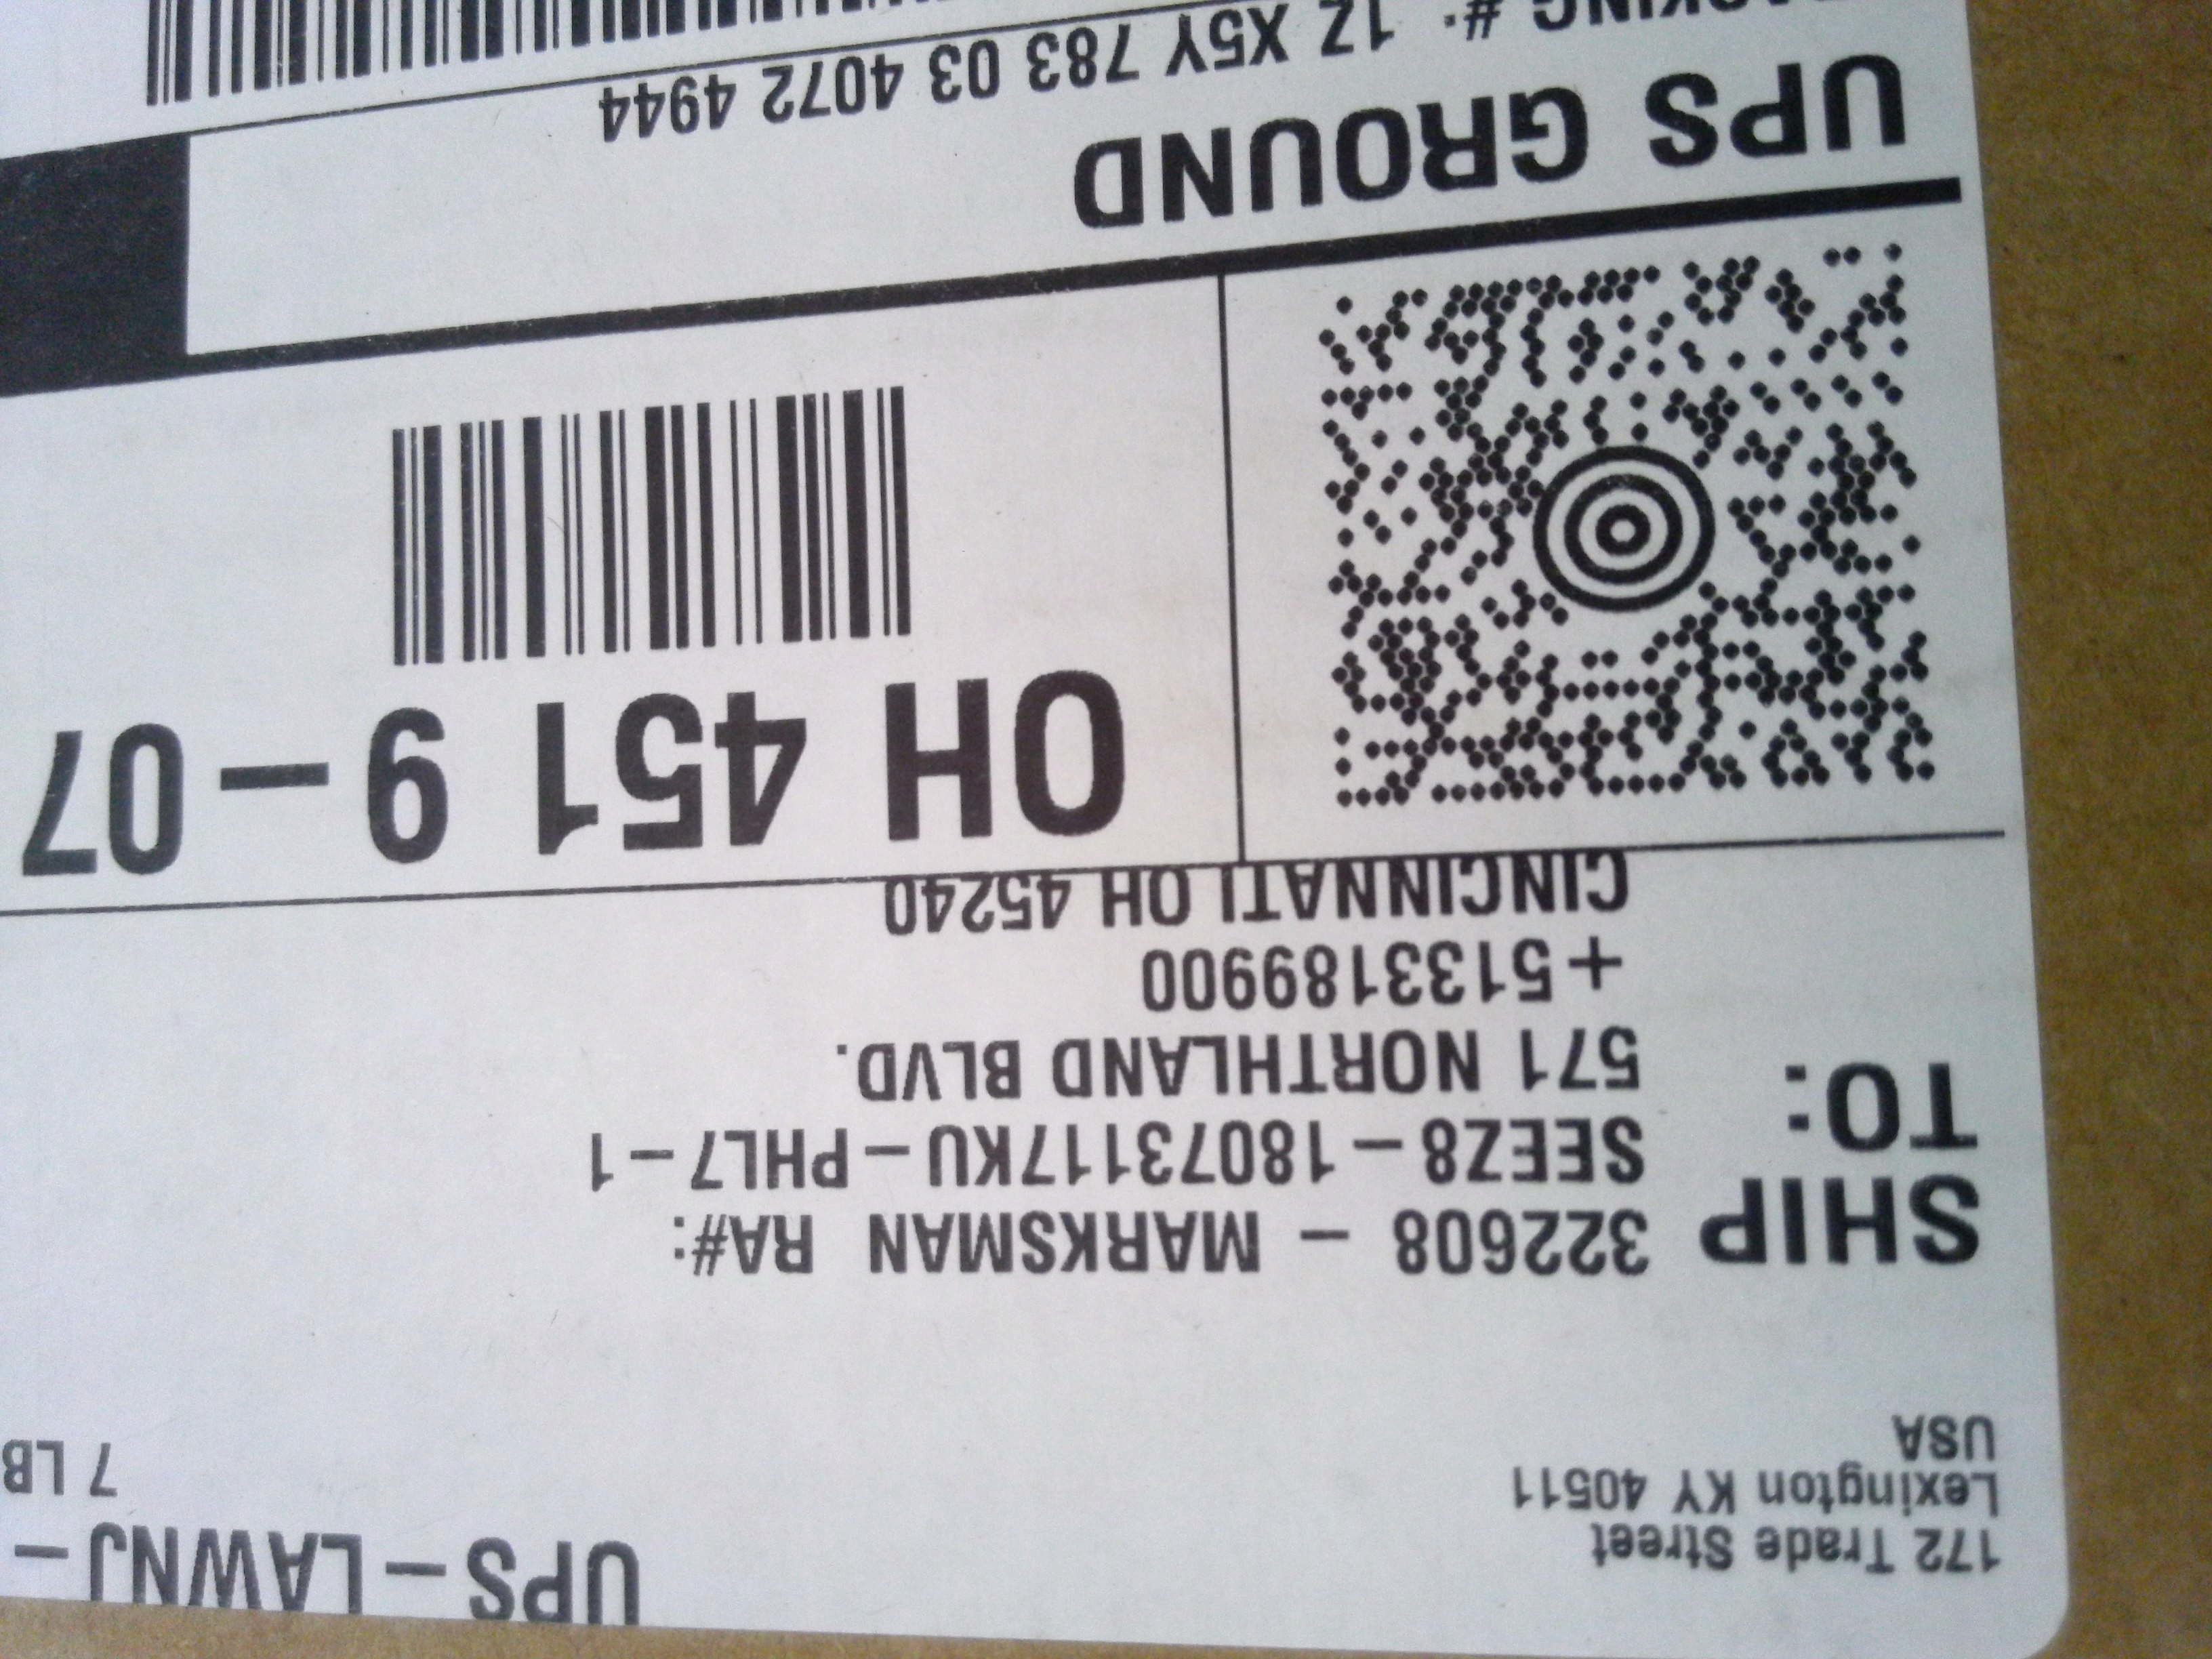 172 Trade Street
Lexington KY 40511
USA
UPS - LAWNJ -
7 LB
SHIP TO:
322608 - MARKSMAN RA#:
SEEZ8-18073117KU-PHL7-1
571 NORTHLAND BLVD.
+5133189900
CINCINNATI OH 45240
OH 451 9-07
UPS GROUND
TRACKING #: 1Z X5Y 783 03 4072 4944